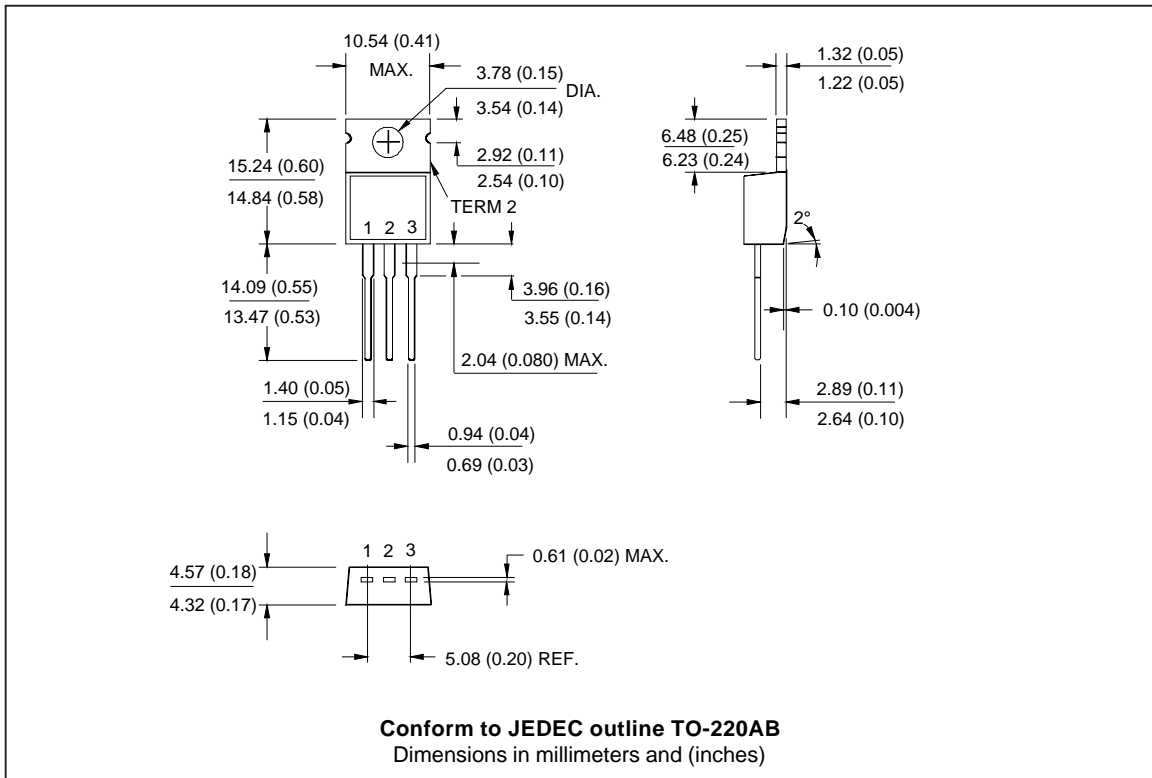 10.54 (0.41)
MAX.
3.78 (0.15)
3.54 (0.14)
DIA.
1.32 (0.05)
1.22 (0.05)
15.24 (0.60)
14.84 (0.58)
2.92 (0.11)
2.54 (0.10)
TERM 2
1 2 3
6.48 (0.25)
6.23 (0.24)
2°
14.09 (0.55)
13.47 (0.53)
3.96 (0.16)
3.55 (0.14)
0.10 (0.004)
2.04 (0.080) MAX.
1.40 (0.05)
1.15 (0.04)
2.89 (0.11)
2.64 (0.10)
0.94 (0.04)
0.69 (0.03)
1 2 3
0.61 (0.02) MAX.
4.57 (0.18)
4.32 (0.17)
5.08 (0.20) REF.
Conform to JEDEC outline TO-220AB
Dimensions in millimeters and (inches)